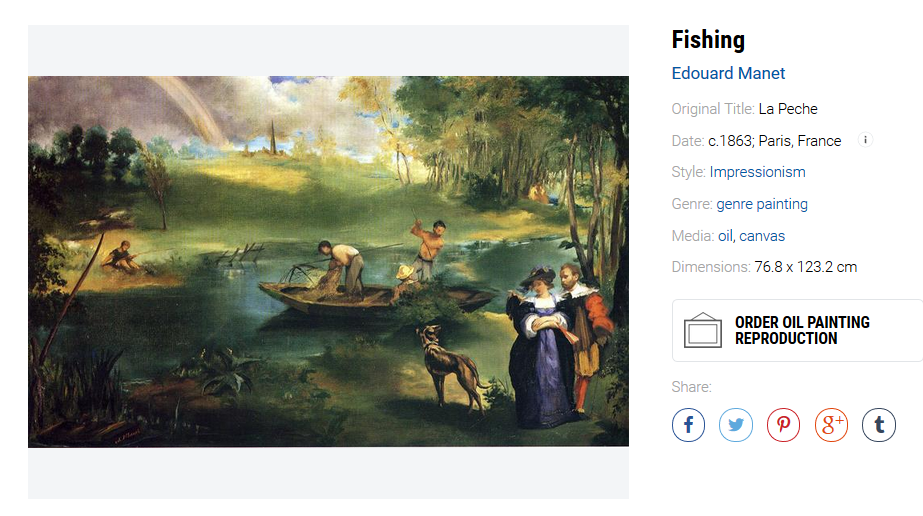 Fishing
Edouard Manet
Original Title: La Peche
Date: c.1863; Paris, France i
Style: Impressionism
Genre: genre painting
Media: oil, canvas
Dimensions: 76.8 x 123.2 cm
ORDER OIL PAINTING
REPRODUCTION
Share:
f
g+
t